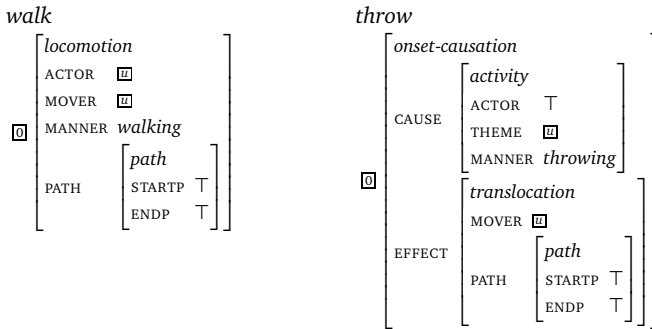 walk
0
locomotion
ACTOR u
MOVER u
MANNER walking
PATH
path
STARTP ⊤
ENDP ⊤
throw
0
onset-causation
CAUSE
activity
ACTOR ⊤
THEME u
MANNER throwing
EFFECT
translocation
MOVER u
PATH
path
STARTP ⊤
ENDP ⊤